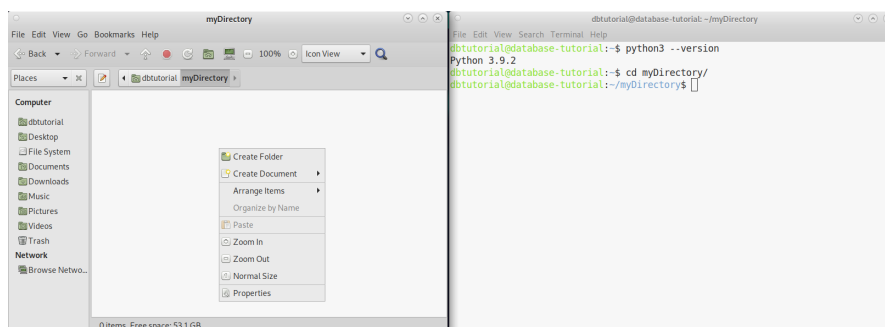 myDirectory
File Edit View Go Bookmarks Help
Back Forward 100% Icon View
Places dbtutorial myDirectory
Computer
dbtutorial
Desktop
File System
Documents
Downloads
Music
Pictures
Videos
Trash
Network
Browse Netwo...
Create Folder
Create Document
Arrange Items
Organize by Name
Paste
Zoom In
Zoom Out
Normal Size
Properties
0 items, Free space: 53.1 GB
dbtutorial@database-tutorial: ~/myDirectory
File Edit View Search Terminal Help
dbtutorial@database-tutorial:~$ python3 --version
Python 3.9.2
dbtutorial@database-tutorial:~$ cd myDirectory/
dbtutorial@database-tutorial:~/myDirectory$